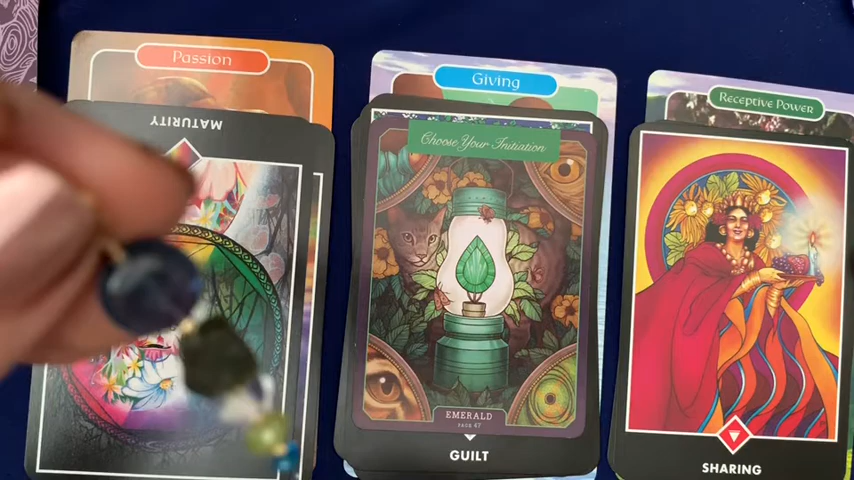 Passion
Giving
Receptive Power
MATURITY
Choose Your Initiation
EMERALD
PAGE 47
GUILT
SHARING